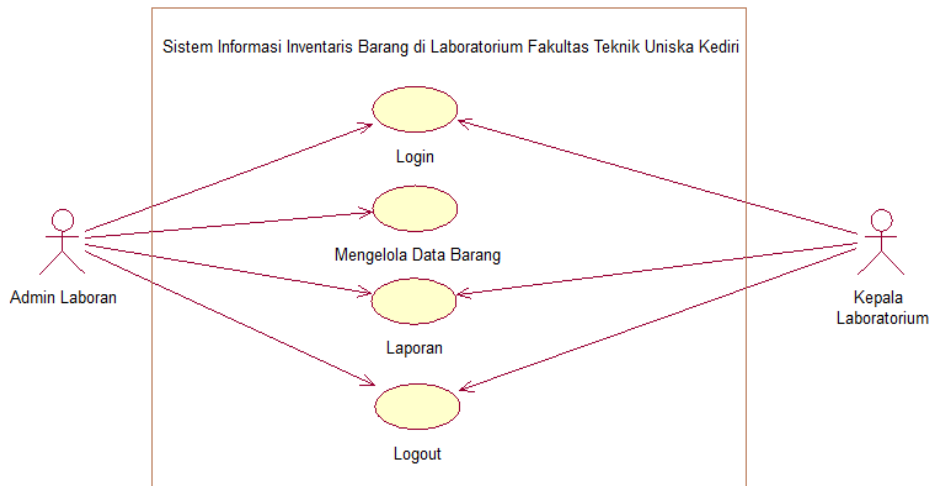 Sistem Informasi Inventaris Barang di Laboratorium Fakultas Teknik Uniska Kediri
Login
Mengelola Data Barang
Admin Laboran
Kepala
Laboratorium
Laporan
Logout